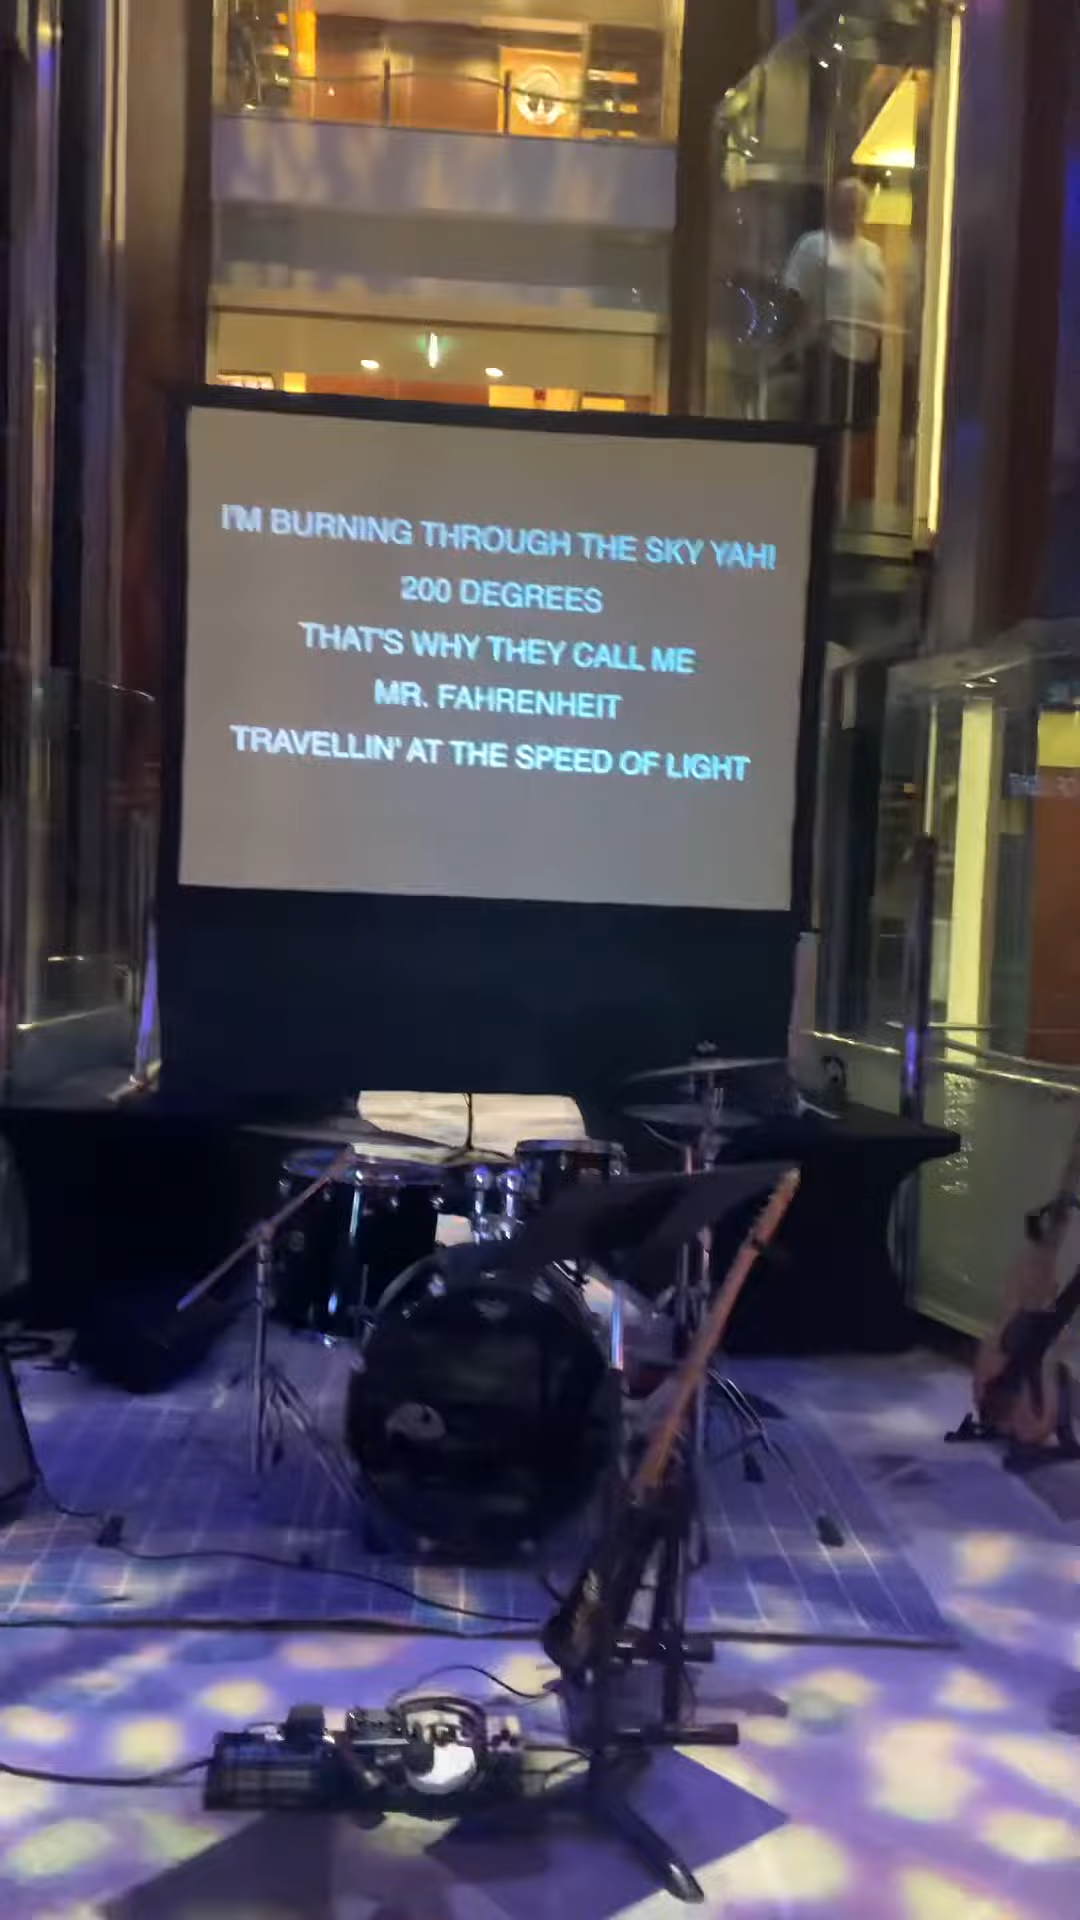 I'M BURNING THROUGH THE SKY YAH!
200 DEGREES
THAT'S WHY THEY CALL ME
MR. FAHRENHEIT
TRAVELLIN' AT THE SPEED OF LIGHT